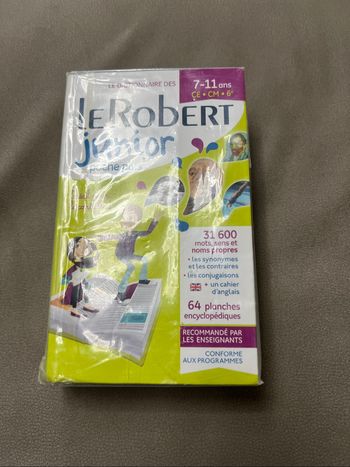 LE DICTIONNAIRE DES
7-11 ans
CE • CM • 6e
LE ROBERT
junior
poche plus
31 600
mots, sens et
noms propres
• les synonymes
et les contraires
• les conjugaisons
+ un cahier
d'anglais
64 planches
encyclopédiques
RECOMMANDÉ PAR
LES ENSEIGNANTS
CONFORME
AUX PROGRAMMES